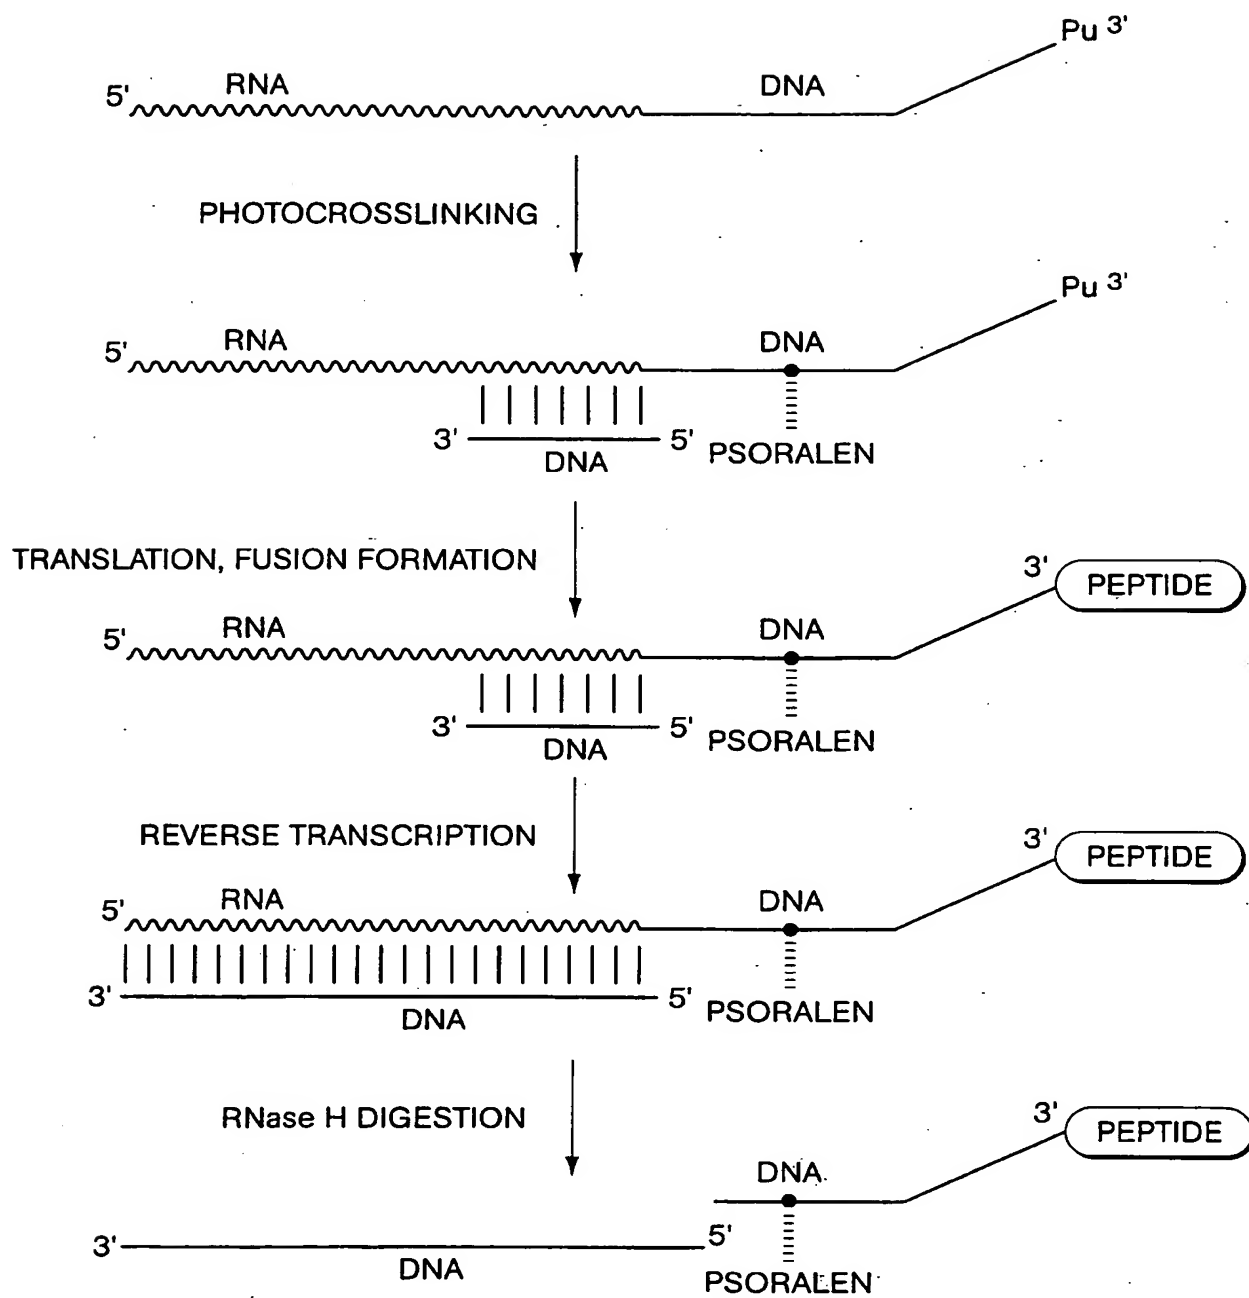 Pu 3'
5' RNA DNA
PHOTOCROSSLINKING
Pu 3'
5' RNA DNA
3' 5' PSORALEN
DNA
TRANSLATION, FUSION FORMATION
3' PEPTIDE
5' RNA DNA
3' 5' PSORALEN
DNA
REVERSE TRANSCRIPTION
3' PEPTIDE
5' RNA DNA
3' 5' PSORALEN
DNA
RNase H DIGESTION
3' PEPTIDE
DNA
3' 5'
DNA PSORALEN